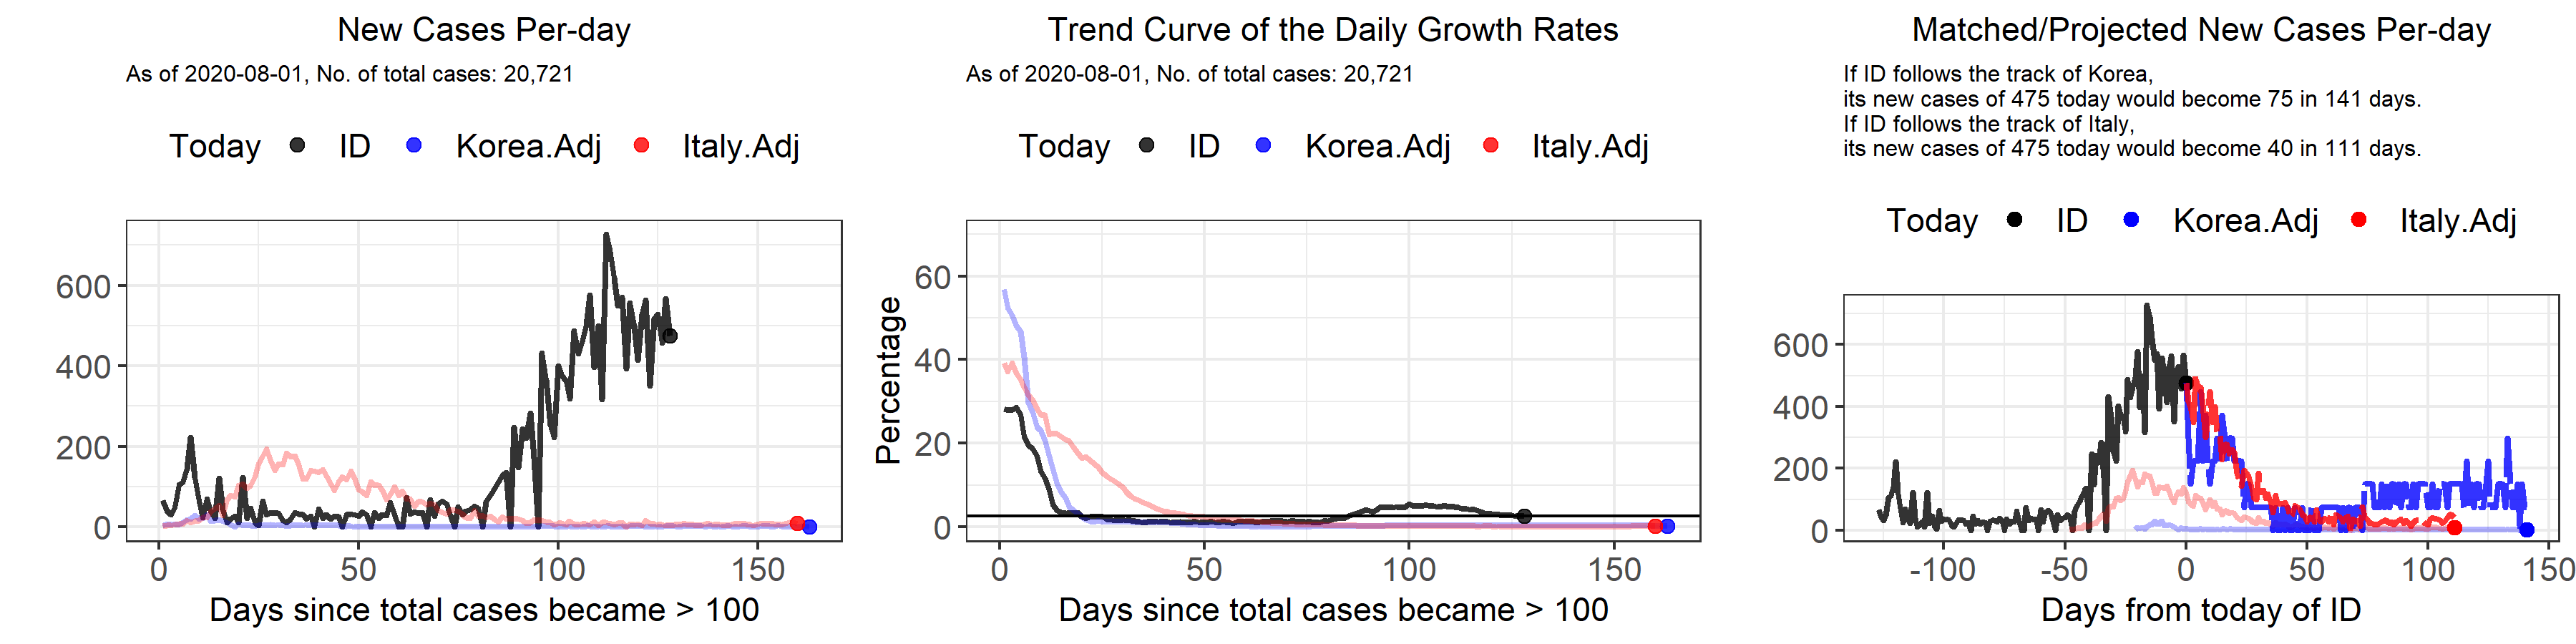 New Cases Per-day
As of 2020-08-01, No. of total cases: 20,721
Today ID Korea.Adj Italy.Adj
600
400
200
0
0 50 100 150
Days since total cases became > 100
Trend Curve of the Daily Growth Rates
As of 2020-08-01, No. of total cases: 20,721
Today ID Korea.Adj Italy.Adj
Percentage
60
40
20
0
0 50 100 150
Days since total cases became > 100
Matched/Projected New Cases Per-day
If ID follows the track of Korea,
its new cases of 475 today would become 75 in 141 days.
If ID follows the track of Italy,
its new cases of 475 today would become 40 in 111 days.
Today ID Korea.Adj Italy.Adj
600
400
200
0
-100 -50 0 50 100 150
Days from today of ID